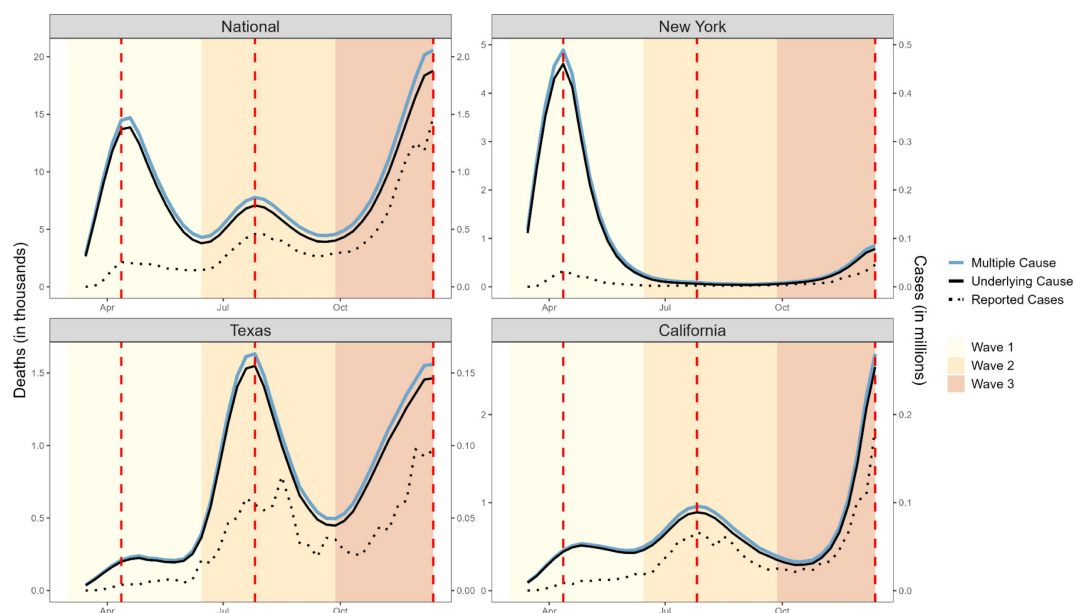 National
New York
20
15
10
5
0
2.0
1.5
1.0
0.5
0.0
5
4
3
2
1
0
0.5
0.4
0.3
0.2
0.1
0.0
Apr
Jul
Oct
Apr
Jul
Oct
Deaths (in thousands)
Cases (in millions)
Multiple Cause
Underlying Cause
Reported Cases
Wave 1
Wave 2
Wave 3
Texas
California
1.5
1.0
0.5
0.0
0.15
0.10
0.05
0.00
2
1
0
0.2
0.1
0.0
Apr
Jul
Oct
Apr
Jul
Oct